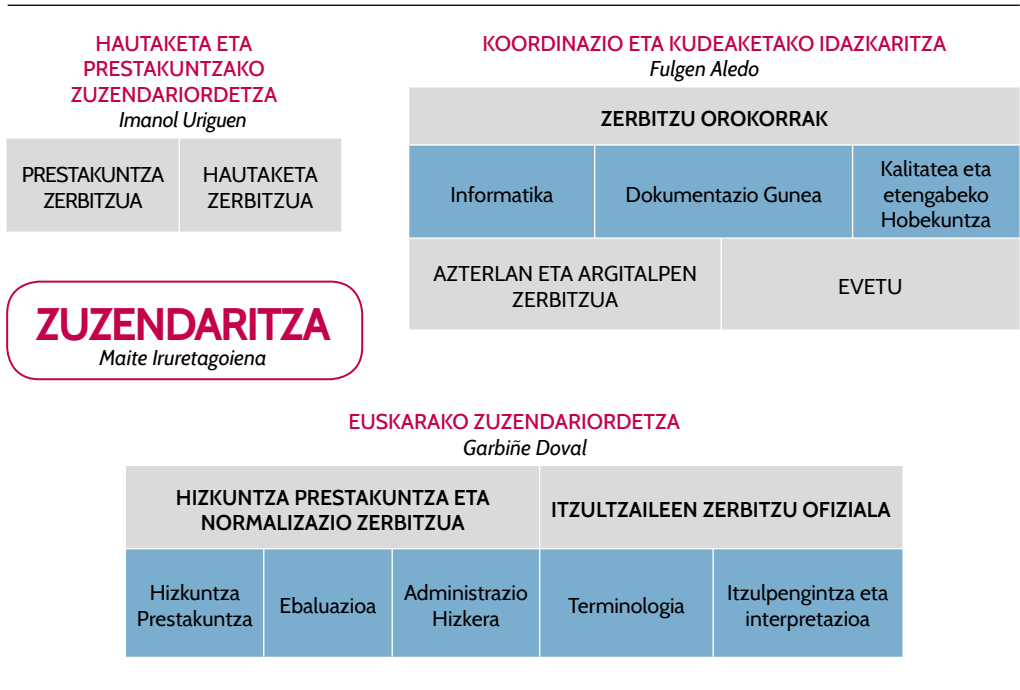 HAUTAKETA ETA
PRESTAKUNTZAKO
ZUZENDARIORDETZA
Imanol Uriguen
PRESTAKUNTZA
ZERBITZUA
HAUTAKETA
ZERBITZUA
KOORDINAZIO ETA KUDEAKETAKO IDAZKARITZA
Fulgen Aledo
ZERBITZU OROKORRAK
Informatika
Dokumentazio Gunea
Kalitatea eta
etengabeko
Hobekuntza
AZTERLAN ETA ARGITALPEN
ZERBITZUA
EVETU
ZUZENDARITZA
Maite Iruretagoiena
EUSKARAKO ZUZENDARIORDETZA
Garbiñe Doval
HIZKUNTZA PRESTAKUNTZA ETA
NORMALIZAZIO ZERBITZUA
ITZULTZAILEEN ZERBITZU OFIZIALA
Hizkuntza
Prestakuntza
Ebaluazioa
Administrazio
Hizkera
Terminologia
Itzulpengintza eta
interpretazioa